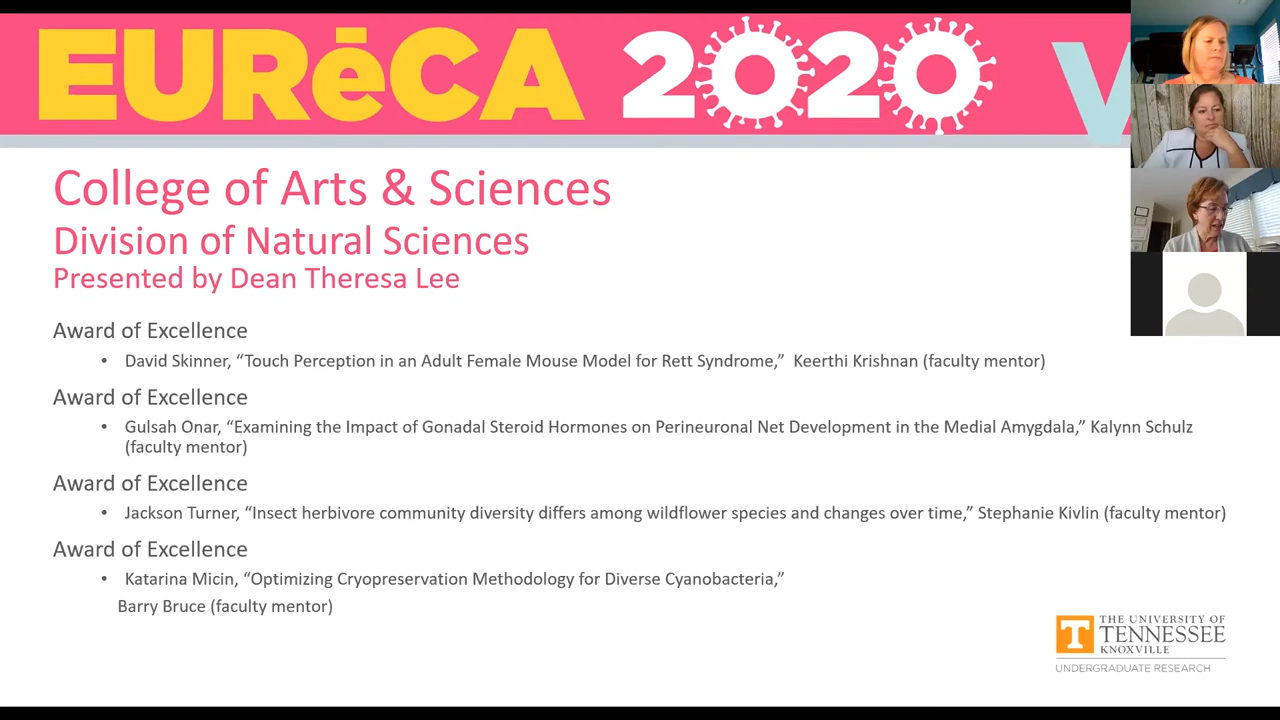 EURēCA 2020 V
College of Arts & Sciences
Division of Natural Sciences
Presented by Dean Theresa Lee
Award of Excellence
• David Skinner, “Touch Perception in an Adult Female Mouse Model for Rett Syndrome,” Keerthi Krishnan (faculty mentor)
Award of Excellence
• Gulsah Onar, “Examining the Impact of Gonadal Steroid Hormones on Perineuronal Net Development in the Medial Amygdala,” Kalynn Schulz
(faculty mentor)
Award of Excellence
• Jackson Turner, “Insect herbivore community diversity differs among wildflower species and changes over time,” Stephanie Kivlin (faculty mentor)
Award of Excellence
• Katarina Micin, “Optimizing Cryopreservation Methodology for Diverse Cyanobacteria,”
Barry Bruce (faculty mentor)
T
THE UNIVERSITY OF
TENNESSEE
KNOXVILLE
UNDERGRADUATE RESEARCH